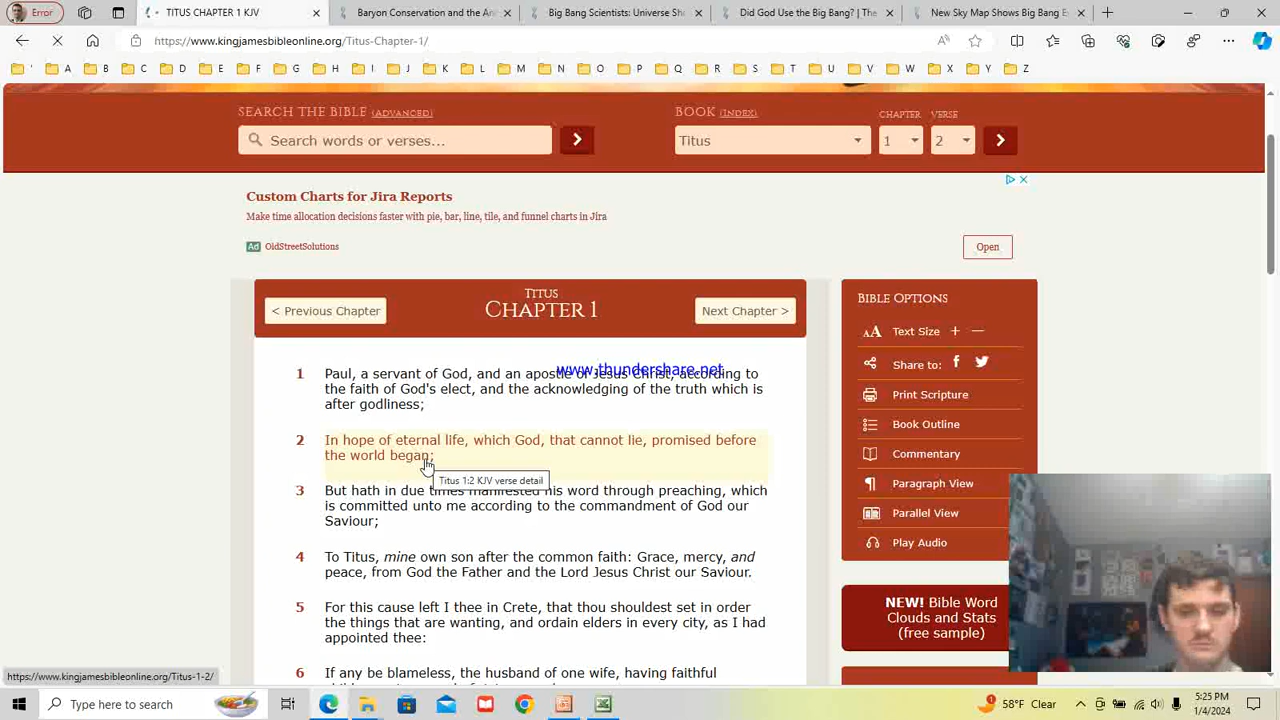 Error
TITUS CHAPTER 1 KJV
Baryon Conservation and the An
Big Bang Scientists: Universe Sh
Did God Use the Big Bang? | The
New Sky Map Shows Big Bang E
https://www.kingjamesbibleonline.org/Titus-Chapter-1/
' A B C D E F G H I J K L M N O P Q R S T U V W X Y Z
SEARCH THE BIBLE (ADVANCED)
BOOK (INDEX)
CHAPTER
VERSE
Search words or verses...
Titus
1
2
Custom Charts for Jira Reports
Make time allocation decisions faster with pie, bar, line, tile, and funnel charts in Jira
Ad OldStreetSolutions
Open
< Previous Chapter
TITUS
CHAPTER 1
Next Chapter >
www.thundershare.net
1 Paul, a servant of God, and an apostle of Jesus Christ, according to
the faith of God's elect, and the acknowledging of the truth which is
after godliness;
2 In hope of eternal life, which God, that cannot lie, promised before
the world began;
Titus 1:2 KJV verse detail
3 But hath in due times manifested his word through preaching, which
is committed unto me according to the commandment of God our
Saviour;
4 To Titus, mine own son after the common faith: Grace, mercy, and
peace, from God the Father and the Lord Jesus Christ our Saviour.
5 For this cause left I thee in Crete, that thou shouldest set in order
the things that are wanting, and ordain elders in every city, as I had
appointed thee:
6 If any be blameless, the husband of one wife, having faithful
BIBLE OPTIONS
AA Text Size + —
Share to:
Print Scripture
Book Outline
Commentary
Paragraph View
Parallel View
Play Audio
NEW! Bible Word
Clouds and Stats
(free sample)
https://www.kingjamesbibleonline.org/Titus-1-2/
Type here to search
58°F Clear
5:25 PM
1/4/2024